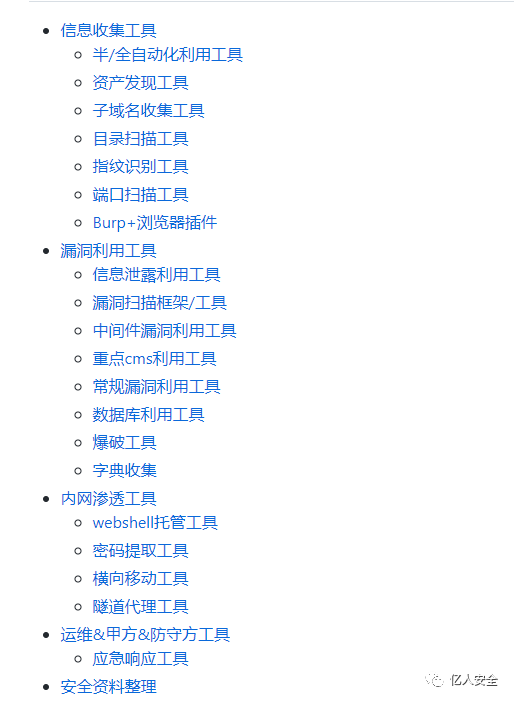 信息收集工具
半/全自动化利用工具
资产发现工具
子域名收集工具
目录扫描工具
指纹识别工具
端口扫描工具
Burp+浏览器插件
漏洞利用工具
信息泄露利用工具
漏洞扫描框架/工具
中间件漏洞利用工具
重点cms利用工具
常规漏洞利用工具
数据库利用工具
爆破工具
字典收集
内网渗透工具
webshell托管工具
密码提取工具
横向移动工具
隧道代理工具
运维&甲方&防守方工具
应急响应工具
安全资料整理
亿人安全